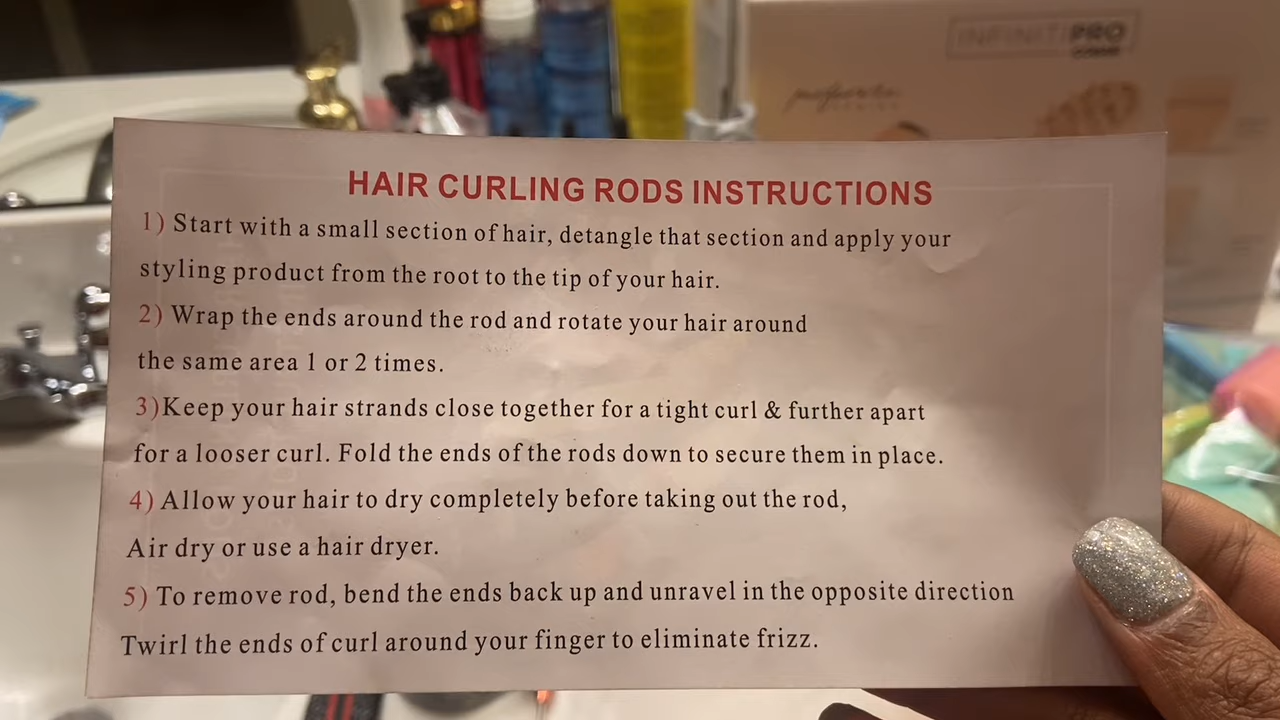 INFINITIPRO
CONAIR
HAIR CURLING RODS INSTRUCTIONS
1) Start with a small section of hair, detangle that section and apply your
styling product from the root to the tip of your hair.
2) Wrap the ends around the rod and rotate your hair around
the same area 1 or 2 times.
3)Keep your hair strands close together for a tight curl & further apart
for a looser curl. Fold the ends of the rods down to secure them in place.
4) Allow your hair to dry completely before taking out the rod,
Air dry or use a hair dryer.
5) To remove rod, bend the ends back up and unravel in the opposite direction
Twirl the ends of curl around your finger to eliminate frizz.